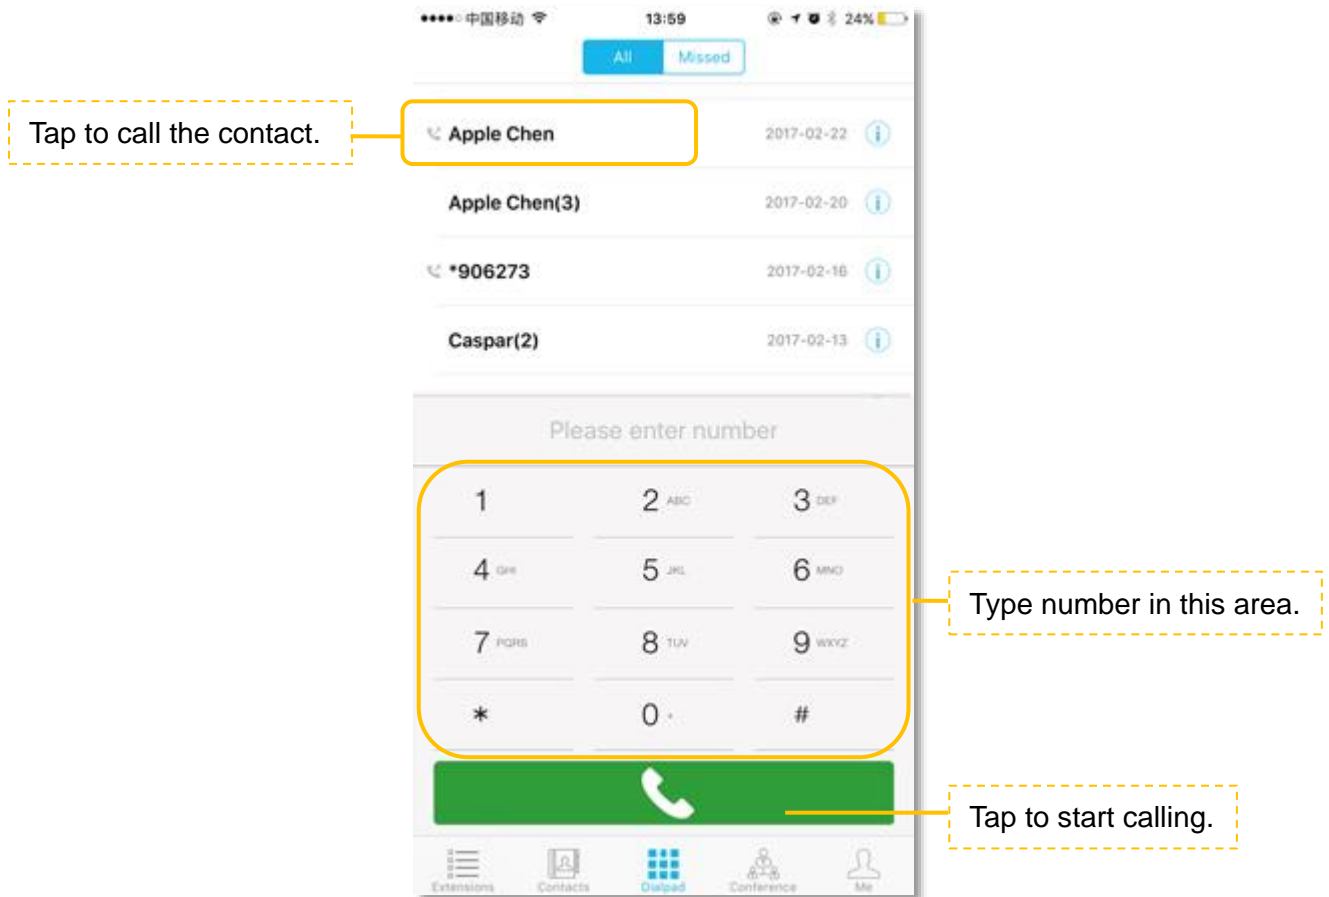 中国移动 13:59 24%
All Missed
Tap to call the contact.
Apple Chen 2017-02-22
Apple Chen(3) 2017-02-20
*906273 2017-02-16
Caspar(2) 2017-02-13
Please enter number
1 2 ABC 3 DEF
4 GHI 5 JKL 6 MNO
Type number in this area.
7 PQRS 8 TUV 9 WXYZ
* 0 #
Tap to start calling.
Extensions Contacts Dialpad Conference Me